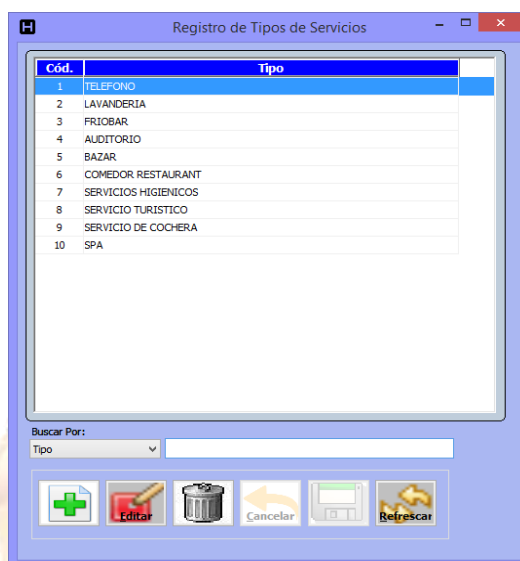 H Registro de Tipos de Servicios
Cód. Tipo
1 TELEFONO
2 LAVANDERIA
3 FRIOBAR
4 AUDITORIO
5 BAZAR
6 COMEDOR RESTAURANT
7 SERVICIOS HIGIENICOS
8 SERVICIO TURISTICO
9 SERVICIO DE COCHERA
10 SPA
Buscar Por:
Tipo
Editar Cancelar Refrescar